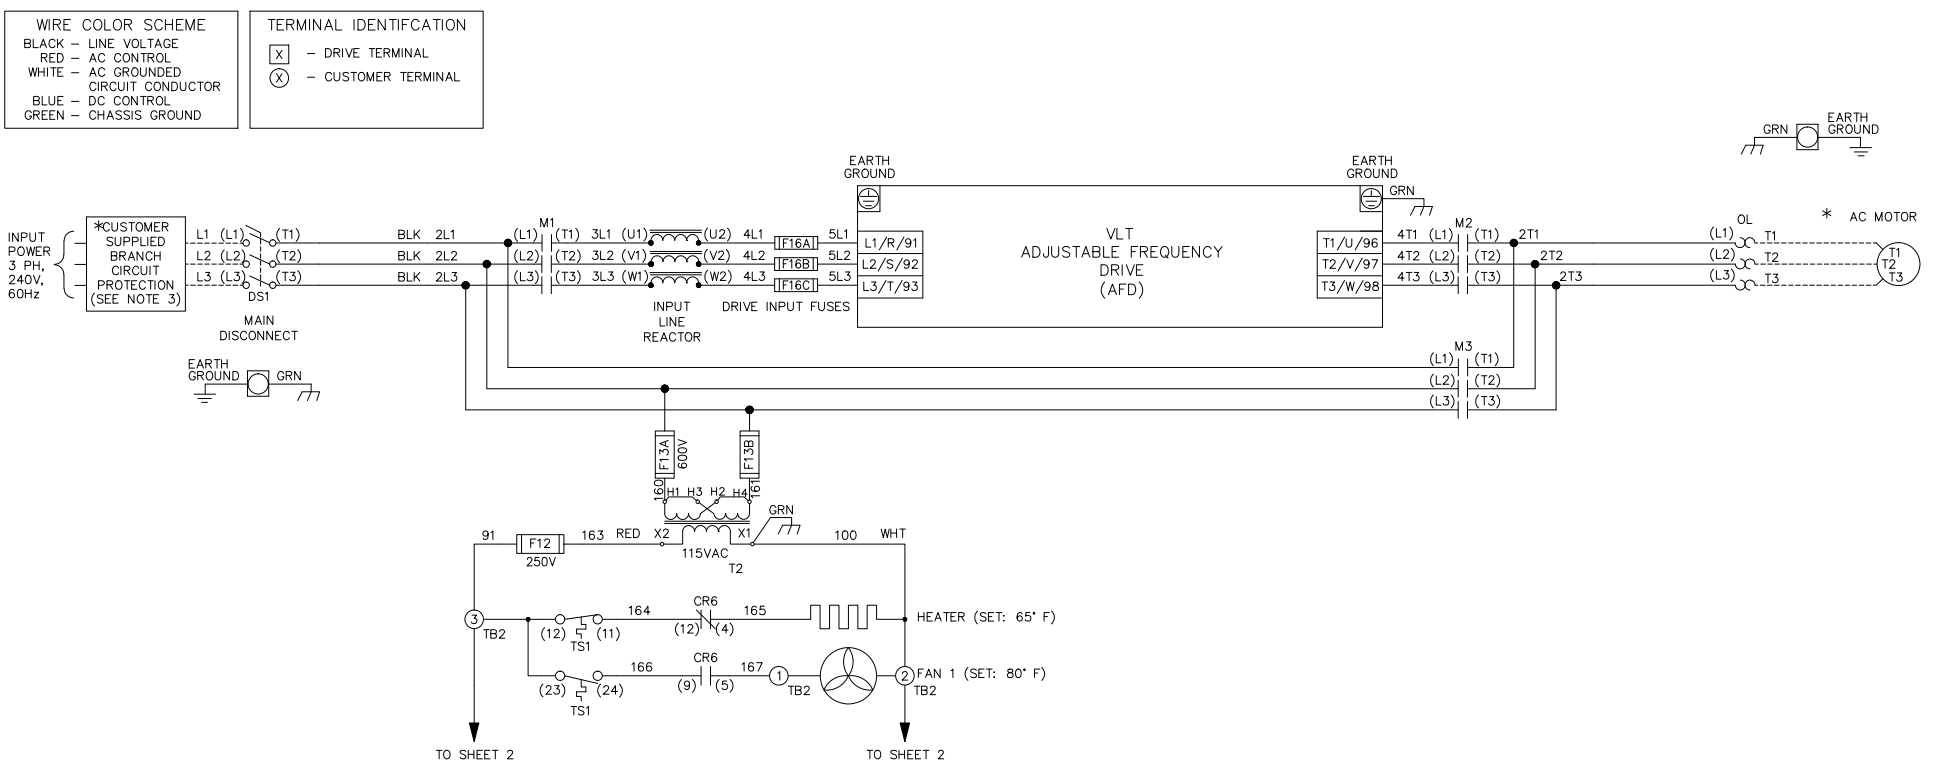 WIRE COLOR SCHEME
BLACK – LINE VOLTAGE
RED – AC CONTROL
WHITE – AC GROUNDED
CIRCUIT CONDUCTOR
BLUE – DC CONTROL
GREEN – CHASSIS GROUND
TERMINAL IDENTIFCATION
X – DRIVE TERMINAL
X – CUSTOMER TERMINAL
GRN
EARTH
GROUND
INPUT
POWER
3 PH,
240V,
60Hz
*CUSTOMER
SUPPLIED
BRANCH
CIRCUIT
PROTECTION
(SEE NOTE 3)
L1 (L1) (T1)
L2 (L2) (T2)
L3 (L3) (T3)
DS1
MAIN
DISCONNECT
EARTH
GROUND
GRN
BLK 2L1
BLK 2L2
BLK 2L3
M1
(L1) (T1) 3L1 (U1) (U2) 4L1 F16A 5L1
(L2) (T2) 3L2 (V1) (V2) 4L2 F16B 5L2
(L3) (T3) 3L3 (W1) (W2) 4L3 F16C 5L3
INPUT
LINE
REACTOR
DRIVE INPUT FUSES
EARTH
GROUND
L1/R/91
L2/S/92
L3/T/93
VLT
ADJUSTABLE FREQUENCY
DRIVE
(AFD)
EARTH
GROUND
GRN
T1/U/96
T2/V/97
T3/W/98
M2
4T1 (L1) (T1) 2T1
4T2 (L2) (T2) 2T2
4T3 (L3) (T3) 2T3
OL
(L1) T1
(L2) T2
(L3) T3
* AC MOTOR
T1
T2
T3
M3
(L1) (T1)
(L2) (T2)
(L3) (T3)
F13A
600V
F13B
160
161
H1 H3 H2 H4
GRN
91
F12
250V
163 RED X2
X1
115VAC
T2
100 WHT
3
TB2
(12) (11)
TS1
164
CR6
(12) (4)
165
HEATER (SET: 65° F)
(23) (24)
TS1
166
CR6
(9) (5)
167
1
TB2
2
TB2
FAN 1 (SET: 80° F)
TO SHEET 2
TO SHEET 2